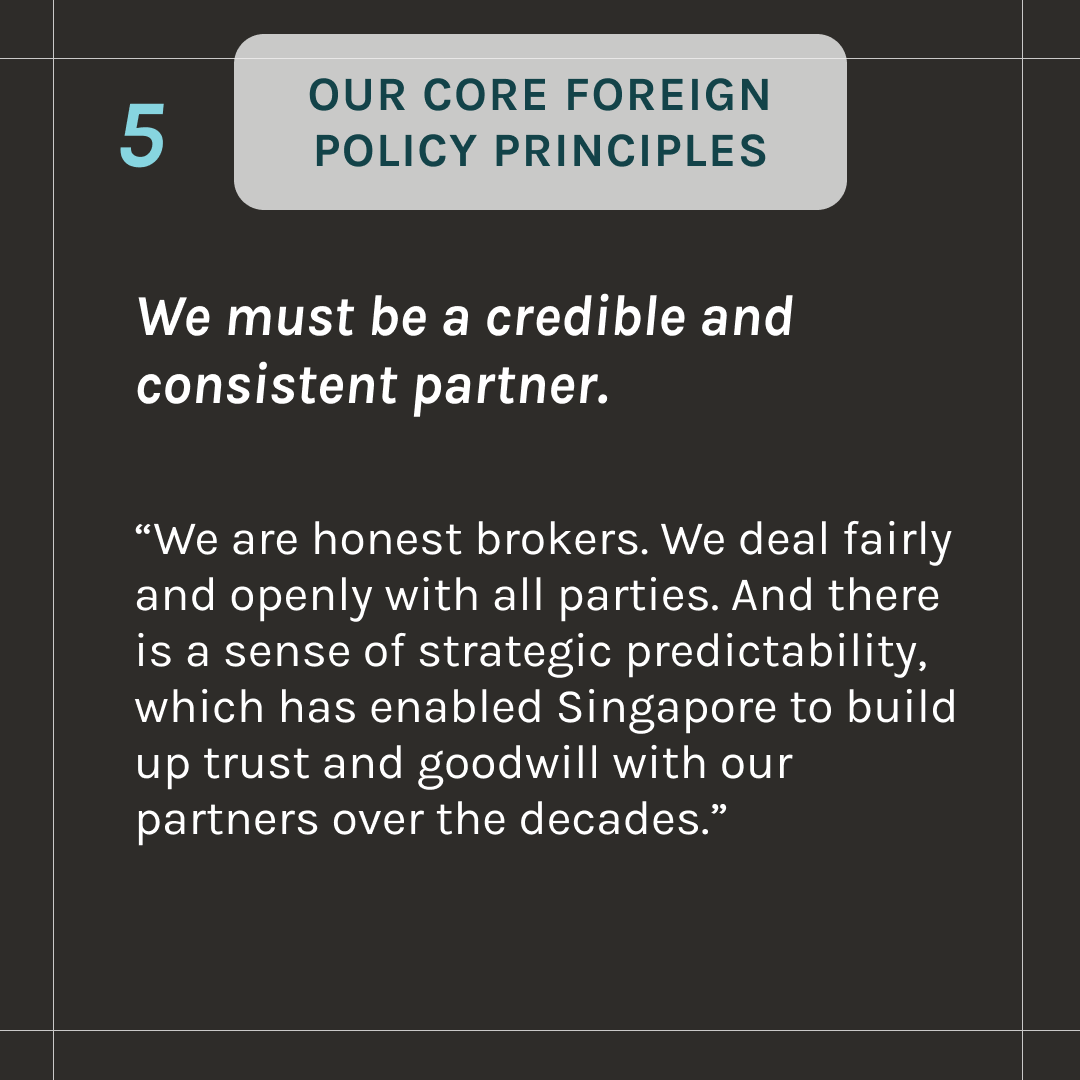 5
OUR CORE FOREIGN
POLICY PRINCIPLES
We must be a credible and
consistent partner.
“We are honest brokers. We deal fairly
and openly with all parties. And there
is a sense of strategic predictability,
which has enabled Singapore to build
up trust and goodwill with our
partners over the decades.”